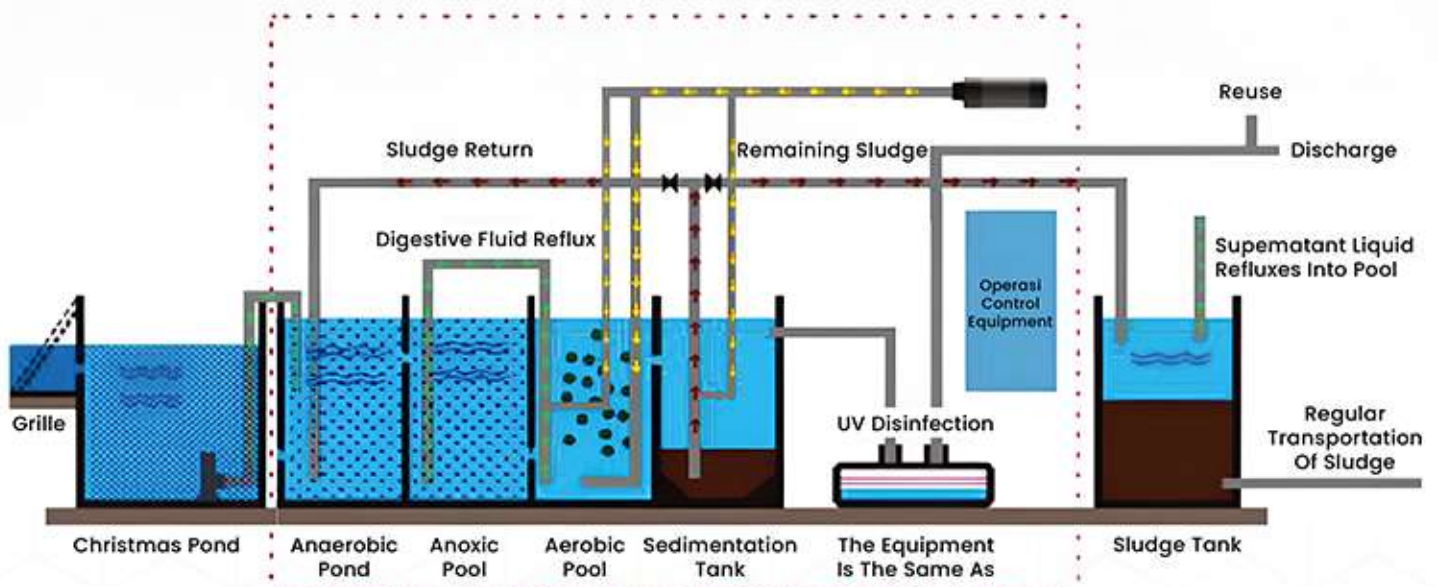 Reuse
Discharge
Sludge Return
Remaining Sludge
Digestive Fluid Reflux
Supematant Liquid
Refluxes Into Pool
Operasi
Control
Equipment
Grille
UV Disinfection
Regular
Transportation
Of Sludge
Christmas Pond
Anaerobic
Pond
Anoxic
Pool
Aerobic
Pool
Sedimentation
Tank
The Equipment
Is The Same As
Sludge Tank